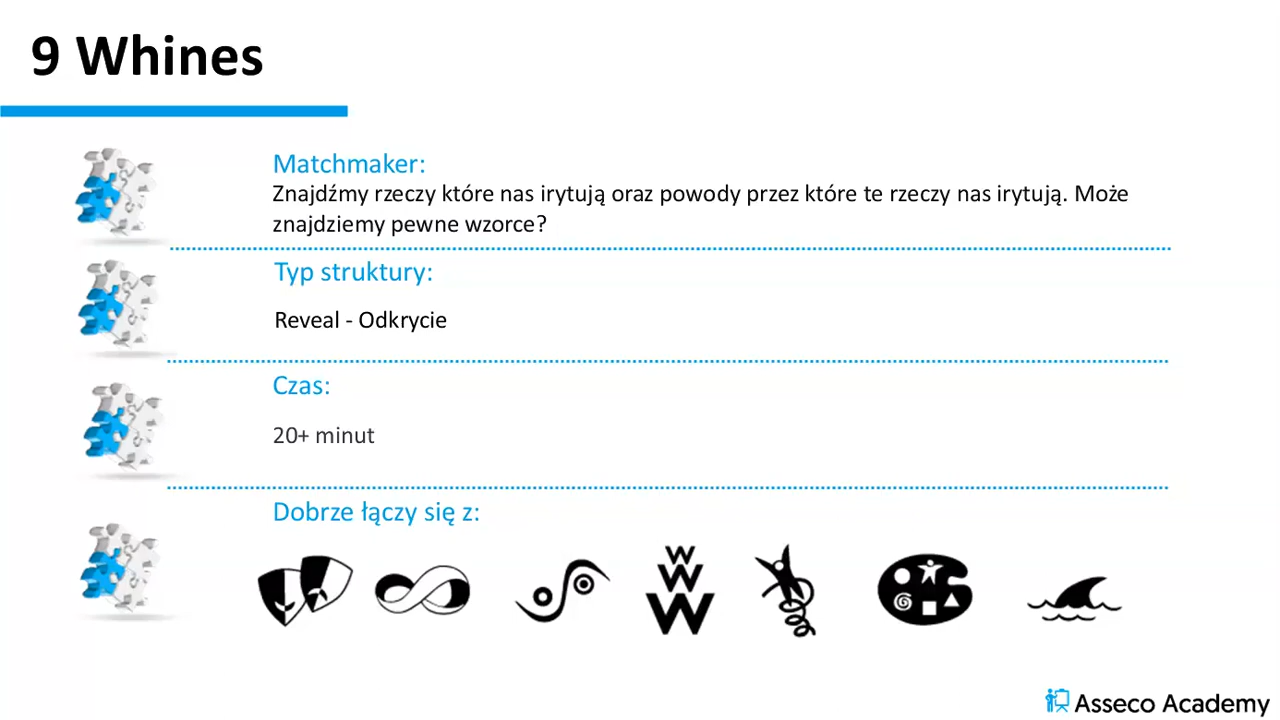 9 Whines
Matchmaker:
Znajdźmy rzeczy które nas irytują oraz powody przez które te rzeczy nas irytują. Może
znajdziemy pewne wzorce?
Typ struktury:
Reveal - Odkrycie
Czas:
20+ minut
Dobrze łączy się z:
W
W
W
Asseco Academy